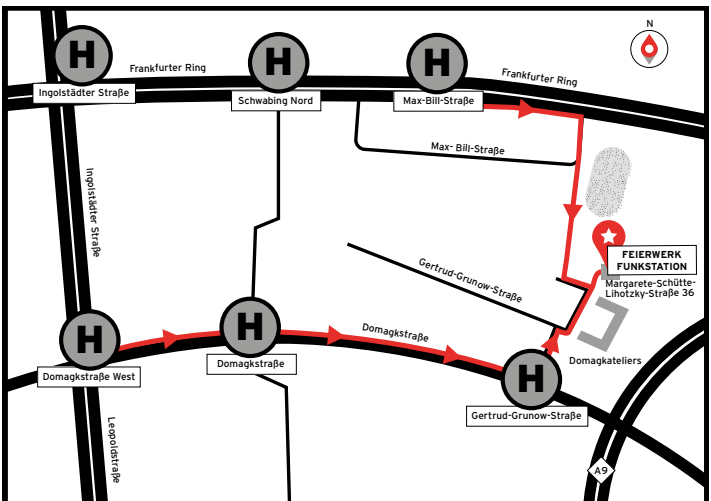 N
Frankfurter Ring
Frankfurter Ring
H
H
H
Ingolstädter Straße
Schwabing Nord
Max-Bill-Straße
Max- Bill-Straße
Ingolstädter Straße
FEIERWERK
FUNKSTATION
Margarete-Schütte-
Lihotzky-Straße 36
Gertrud-Grunow-Straße
H
H
Domagkstraße
Domagkstraße West
Domagkstraße
Domagkateliers
H
Gertrud-Grunow-Straße
Leopoldstraße
A9